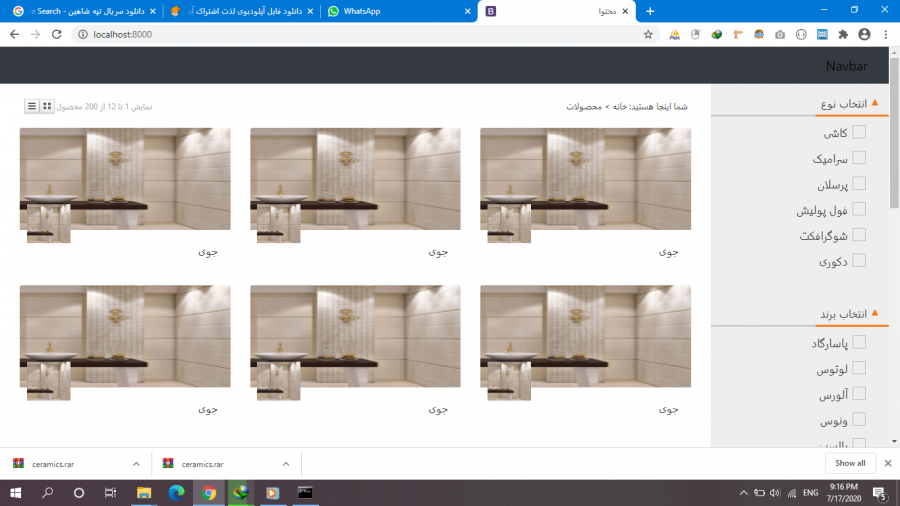 دانلود سریال تپه شاهین - Search
دانلود فایل آپلودبوی لذت اشتراک
WhatsApp
محتوا
localhost:8000
Navbar
شما اینجا هستید: خانه > محصولات
نمایش 1 تا 12 از 200 محصول
انتخاب نوع
کاشی
سرامیک
پرسلان
فول پولیش
شوگرافکت
دکوری
انتخاب برند
پاسارگاد
لوتوس
آلورس
ونوس
جوی
جوی
جوی
جوی
جوی
جوی
ceramics.rar
ceramics.rar
Show all
ENG
9:16 PM
7/17/2020
5